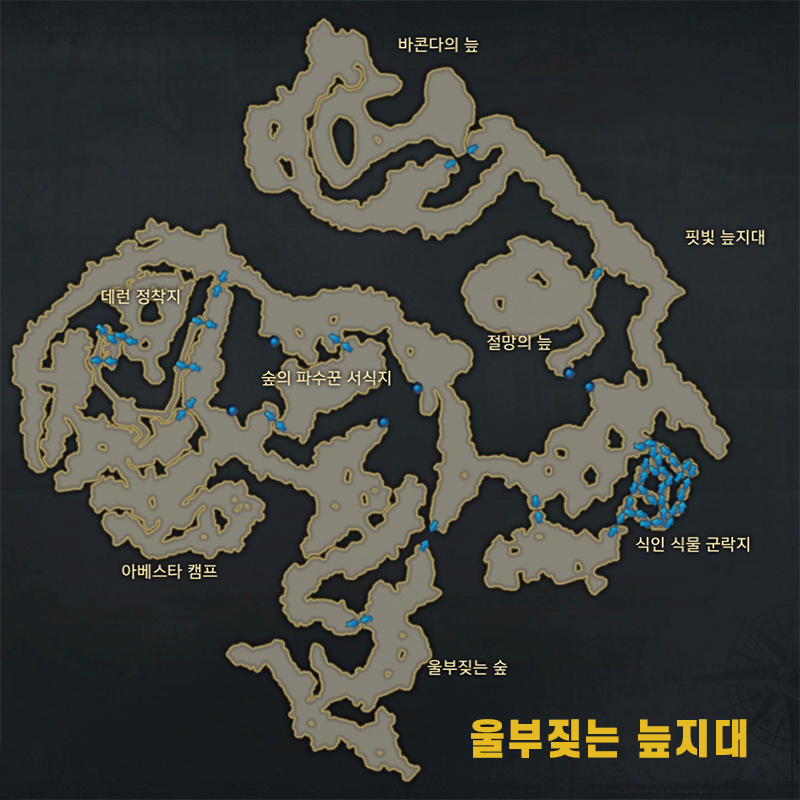 바콘다의 늪
핏빛 늪지대
데런 정착지
절망의 늪
숲의 파수꾼 서식지
식인 식물 군락지
아베스타 캠프
울부짖는 숲
울부짖는 늪지대